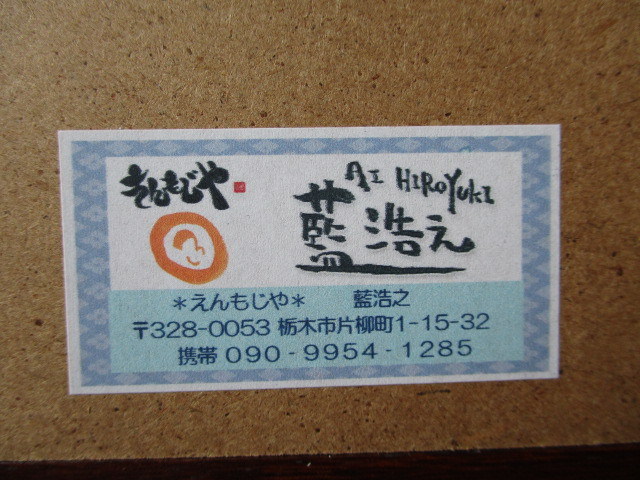 えんもじや
AI HIROYUKI
藍浩之
＊えんもじや＊ 藍浩之
〒328-0053 栃木市片柳町1-15-32
携帯 090-9954-1285